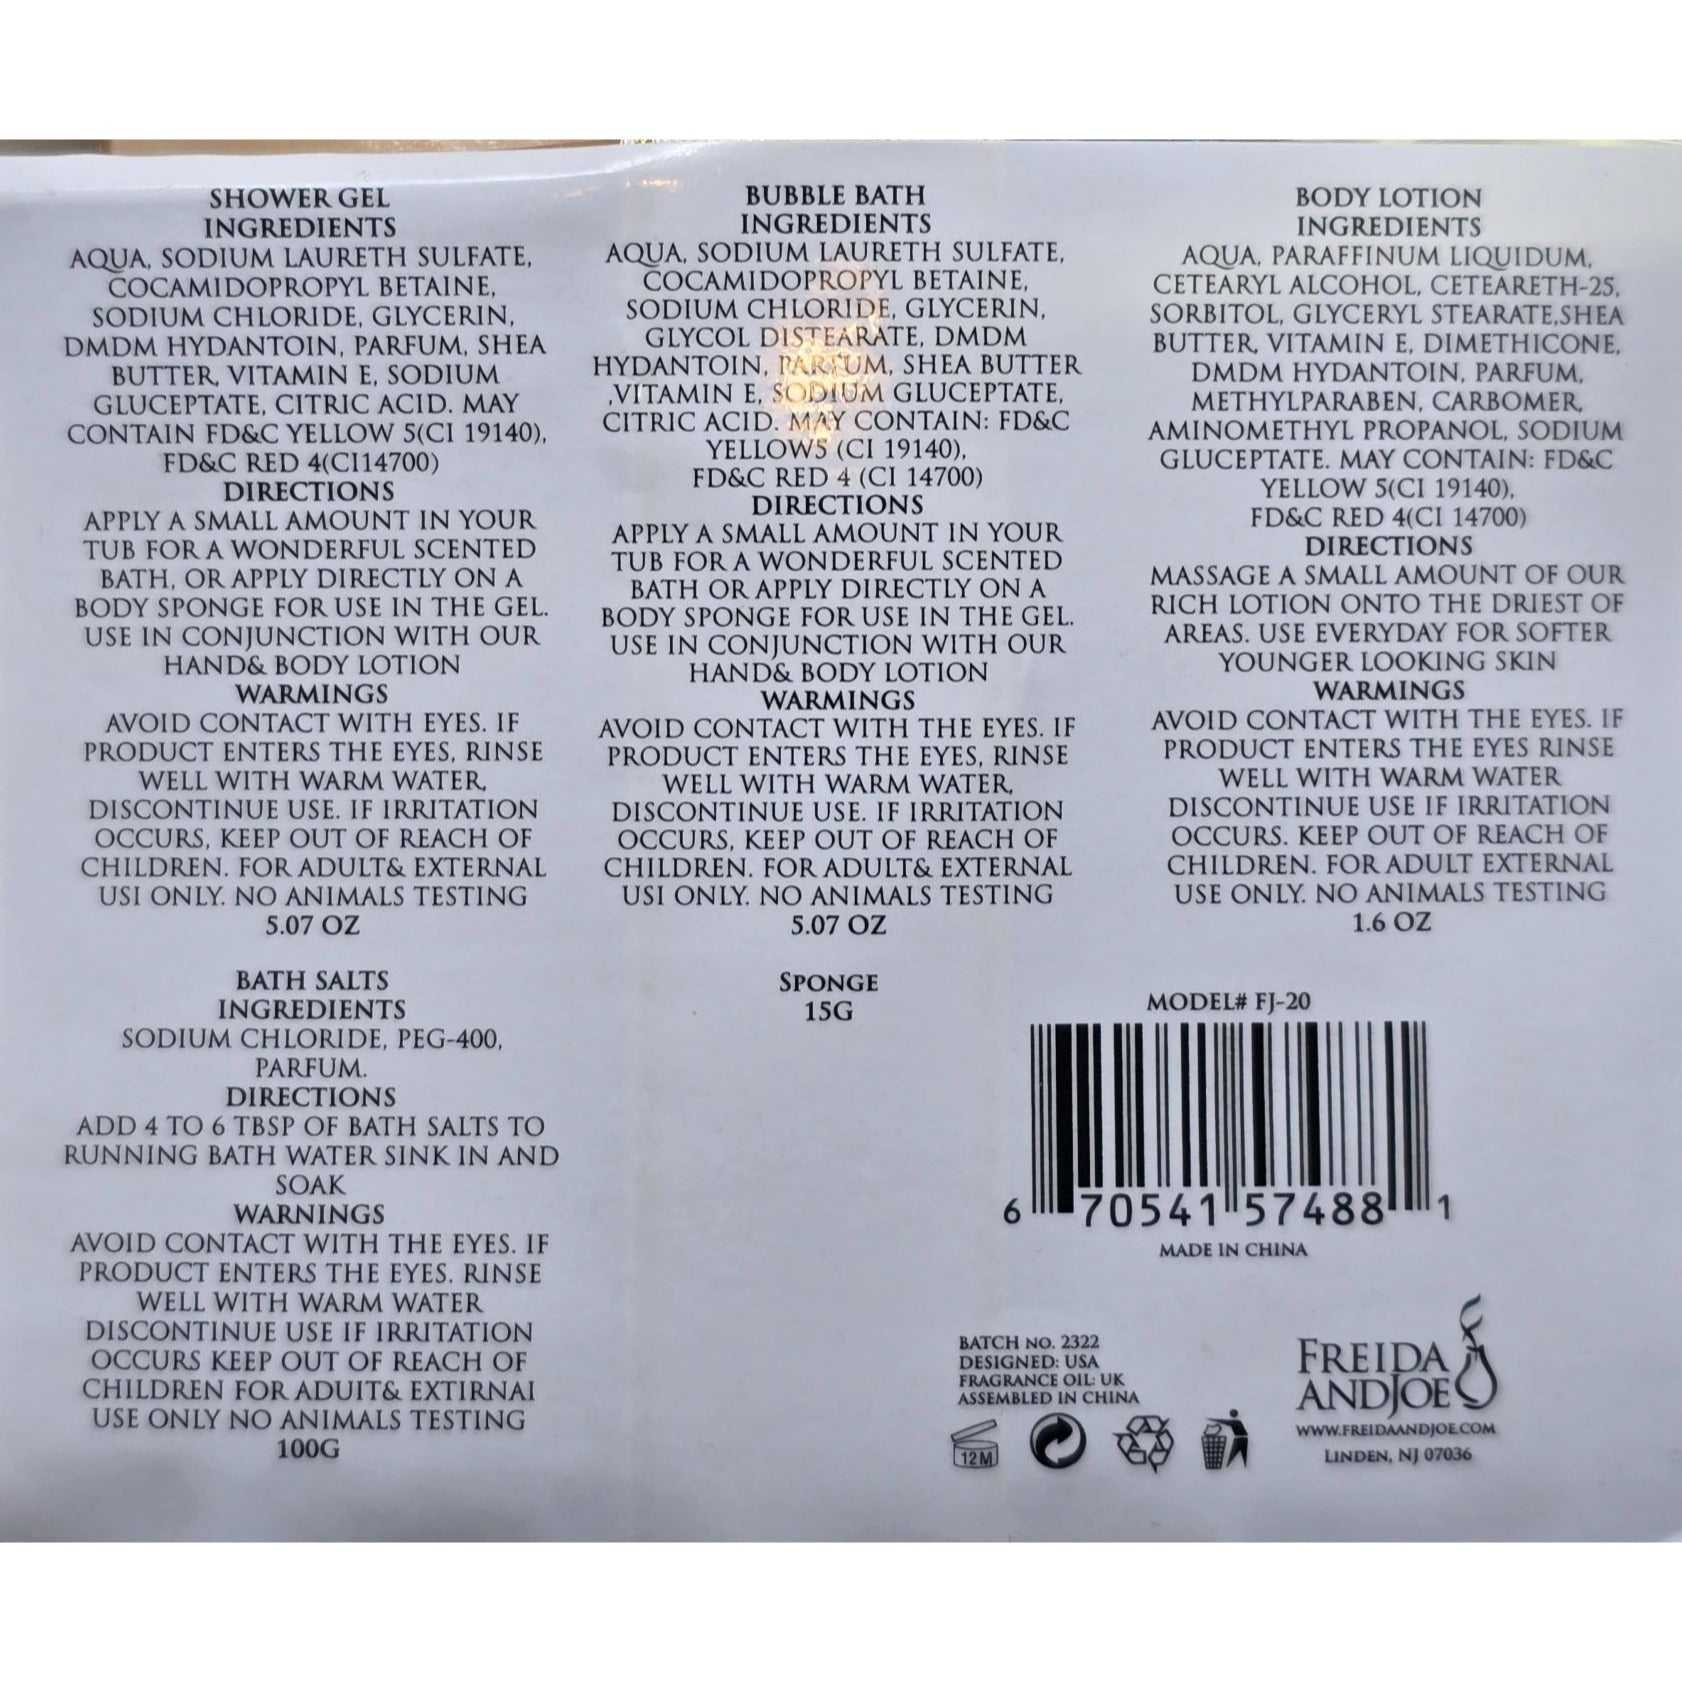 SHOWER GEL
INGREDIENTS
AQUA, SODIUM LAURETH SULFATE,
COCAMIDOPROPYL BETAINE,
SODIUM CHLORIDE, GLYCERIN,
DMDM HYDANTOIN, PARFUM, SHEA
BUTTER, VITAMIN E, SODIUM
GLUCEPTATE, CITRIC ACID. MAY
CONTAIN FD&C YELLOW 5(CI 19140),
FD&C RED 4(CI14700)
DIRECTIONS
APPLY A SMALL AMOUNT IN YOUR
TUB FOR A WONDERFUL SCENTED
BATH, OR APPLY DIRECTLY ON A
BODY SPONGE FOR USE IN THE GEL.
USE IN CONJUNCTION WITH OUR
HAND& BODY LOTION
WARMINGS
AVOID CONTACT WITH EYES. IF
PRODUCT ENTERS THE EYES, RINSE
WELL WITH WARM WATER,
DISCONTINUE USE. IF IRRITATION
OCCURS, KEEP OUT OF REACH OF
CHILDREN. FOR ADULT& EXTERNAL
USI ONLY. NO ANIMALS TESTING
5.07 OZ
BUBBLE BATH
INGREDIENTS
AQUA, SODIUM LAURETH SULFATE,
COCAMIDOPROPYL BETAINE,
SODIUM CHLORIDE, GLYCERIN,
GLYCOL DISTEARATE, DMDM
HYDANTOIN, PARFUM, SHEA BUTTER
,VITAMIN E, SODIUM GLUCEPTATE,
CITRIC ACID. MAY CONTAIN: FD&C
YELLOW5 (CI 19140),
FD&C RED 4 (CI 14700)
DIRECTIONS
APPLY A SMALL AMOUNT IN YOUR
TUB FOR A WONDERFUL SCENTED
BATH OR APPLY DIRECTLY ON A
BODY SPONGE FOR USE IN THE GEL.
USE IN CONJUNCTION WITH OUR
HAND& BODY LOTION
WARMINGS
AVOID CONTACT WITH THE EYES. IF
PRODUCT ENTERS THE EYES, RINSE
WELL WITH WARM WATER,
DISCONTINUE USE. IF IRRITATION
OCCURS, KEEP OUT OF REACH OF
CHILDREN. FOR ADULT& EXTERNAL
USI ONLY. NO ANIMALS TESTING
5.07 OZ
BODY LOTION
INGREDIENTS
AQUA, PARAFFINUM LIQUIDUM,
CETEARYL ALCOHOL, CETEARETH-25,
SORBITOL, GLYCERYL STEARATE,SHEA
BUTTER, VITAMIN E, DIMETHICONE,
DMDM HYDANTOIN, PARFUM,
METHYLPARABEN, CARBOMER,
AMINOMETHYL PROPANOL, SODIUM
GLUCEPTATE. MAY CONTAIN: FD&C
YELLOW 5(CI 19140),
FD&C RED 4(CI 14700)
DIRECTIONS
MASSAGE A SMALL AMOUNT OF OUR
RICH LOTION ONTO THE DRIEST OF
AREAS. USE EVERYDAY FOR SOFTER
YOUNGER LOOKING SKIN
WARMINGS
AVOID CONTACT WITH THE EYES. IF
PRODUCT ENTERS THE EYES RINSE
WELL WITH WARM WATER
DISCONTINUE USE IF IRRITATION
OCCURS. KEEP OUT OF REACH OF
CHILDREN. FOR ADULT EXTERNAL
USE ONLY. NO ANIMALS TESTING
1.6 OZ
BATH SALTS
INGREDIENTS
SODIUM CHLORIDE, PEG-400,
PARFUM.
DIRECTIONS
ADD 4 TO 6 TBSP OF BATH SALTS TO
RUNNING BATH WATER SINK IN AND
SOAK
WARNINGS
AVOID CONTACT WITH THE EYES. IF
PRODUCT ENTERS THE EYES. RINSE
WELL WITH WARM WATER
DISCONTINUE USE IF IRRITATION
OCCURS KEEP OUT OF REACH OF
CHILDREN FOR ADUIT& EXTIRNAI
USE ONLY NO ANIMALS TESTING
100G
SPONGE
15G
MODEL# FJ-20
6 70541 57488 1
MADE IN CHINA
BATCH NO. 2322
DESIGNED: USA
FRAGRANCE OIL: UK
ASSEMBLED IN CHINA
12M
FREIDA
ANDJOE
WWW.FREIDAANDJOE.COM
LINDEN, NJ 07036